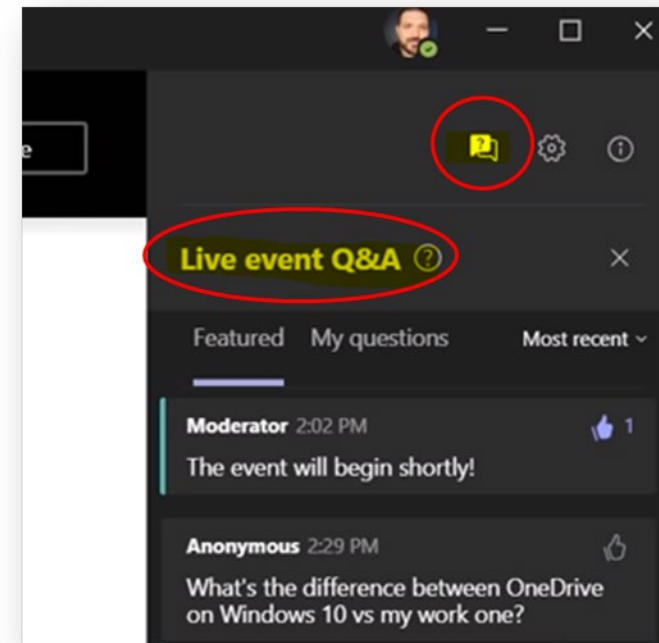 e
?
Live event Q&A ?
Featured My questions Most recent
Moderator 2:02 PM 1
The event will begin shortly!
Anonymous 2:29 PM
What's the difference between OneDrive
on Windows 10 vs my work one?